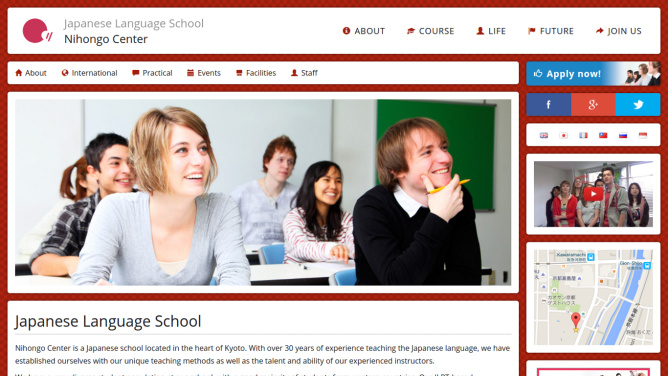 Japanese Language School
Nihongo Center
ABOUT
COURSE
LIFE
FUTURE
JOIN US
About
International
Practical
Events
Facilities
Staff
Apply now!
Japanese Language School
Nihongo Center is a Japanese school located in the heart of Kyoto. With over 30 years of experience teaching the Japanese language, we have
established ourselves with our unique teaching methods as well as the talent and ability of our experienced instructors.